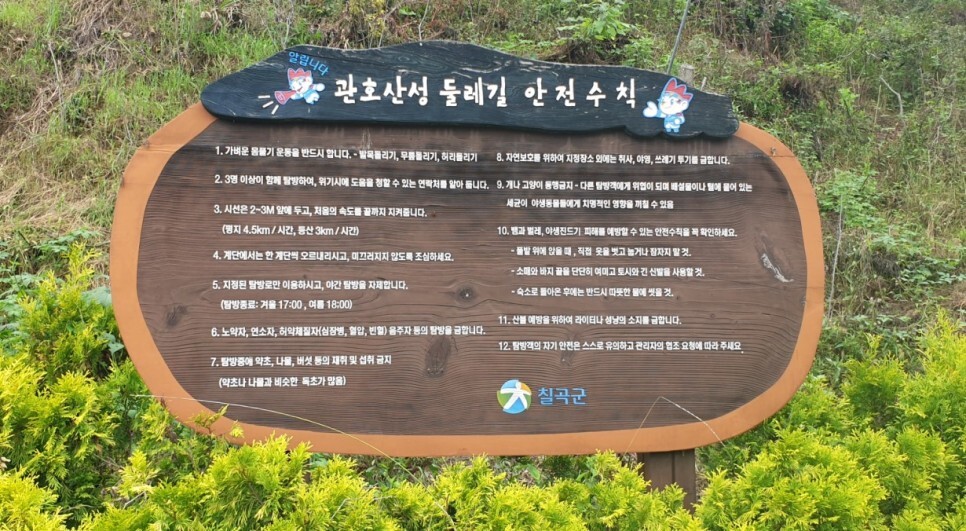 알립니다
관호산성 둘레길 안전수칙
1. 가벼운 몸풀기 운동을 반드시 합니다. - 발목돌리기, 무릎돌리기, 허리돌리기
2. 3명 이상이 함께 탐방하여, 위기시에 도움을 청할 수 있는 연락처를 알아 둡니다.
3. 시선은 2~3M 앞에 두고, 처음의 속도를 끝까지 지켜줍니다.
(평지 4.5km / 시간, 등산 3km / 시간)
4. 계단에서는 한 계단씩 오르내리시고, 미끄러지지 않도록 조심하세요.
5. 지정된 탐방로만 이용하시고, 야간 탐방을 자제합니다.
(탐방종료: 겨울 17:00 , 여름 18:00)
6. 노약자, 연소자, 허약체질자(심장병, 혈압, 빈혈) 음주자 등의 탐방을 금합니다.
7. 탐방중에 약초, 나물, 버섯 등의 채취 및 섭취 금지
(약초나 나물과 비슷한 독초가 많음)
8. 자연보호를 위하여 지정장소 외에는 취사, 야영, 쓰레기 투기를 금합니다.
9. 개나 고양이 동행금지 - 다른 탐방객에게 위협이 되며 배설물이나 털에 붙어 있는
세균이 야생동물들에게 치명적인 영향을 끼칠 수 있음
10. 뱀과 벌레, 야생진드기 피해를 예방할 수 있는 안전수칙을 꼭 확인하세요.
- 풀밭 위에 앉을 때 , 직접 옷을 벗고 눕거나 잠자지 말 것.
- 소매와 바지 끝을 단단히 여미고 토시와 긴 신발을 사용할 것.
- 숙소로 돌아온 후에는 반드시 따뜻한 물에 씻을 것.
11. 산불 예방을 위하여 라이터나 성냥의 소지를 금합니다.
12. 탐방객의 자기 안전은 스스로 유의하고 관리자의 협조 요청에 따라 주세요.
칠곡군